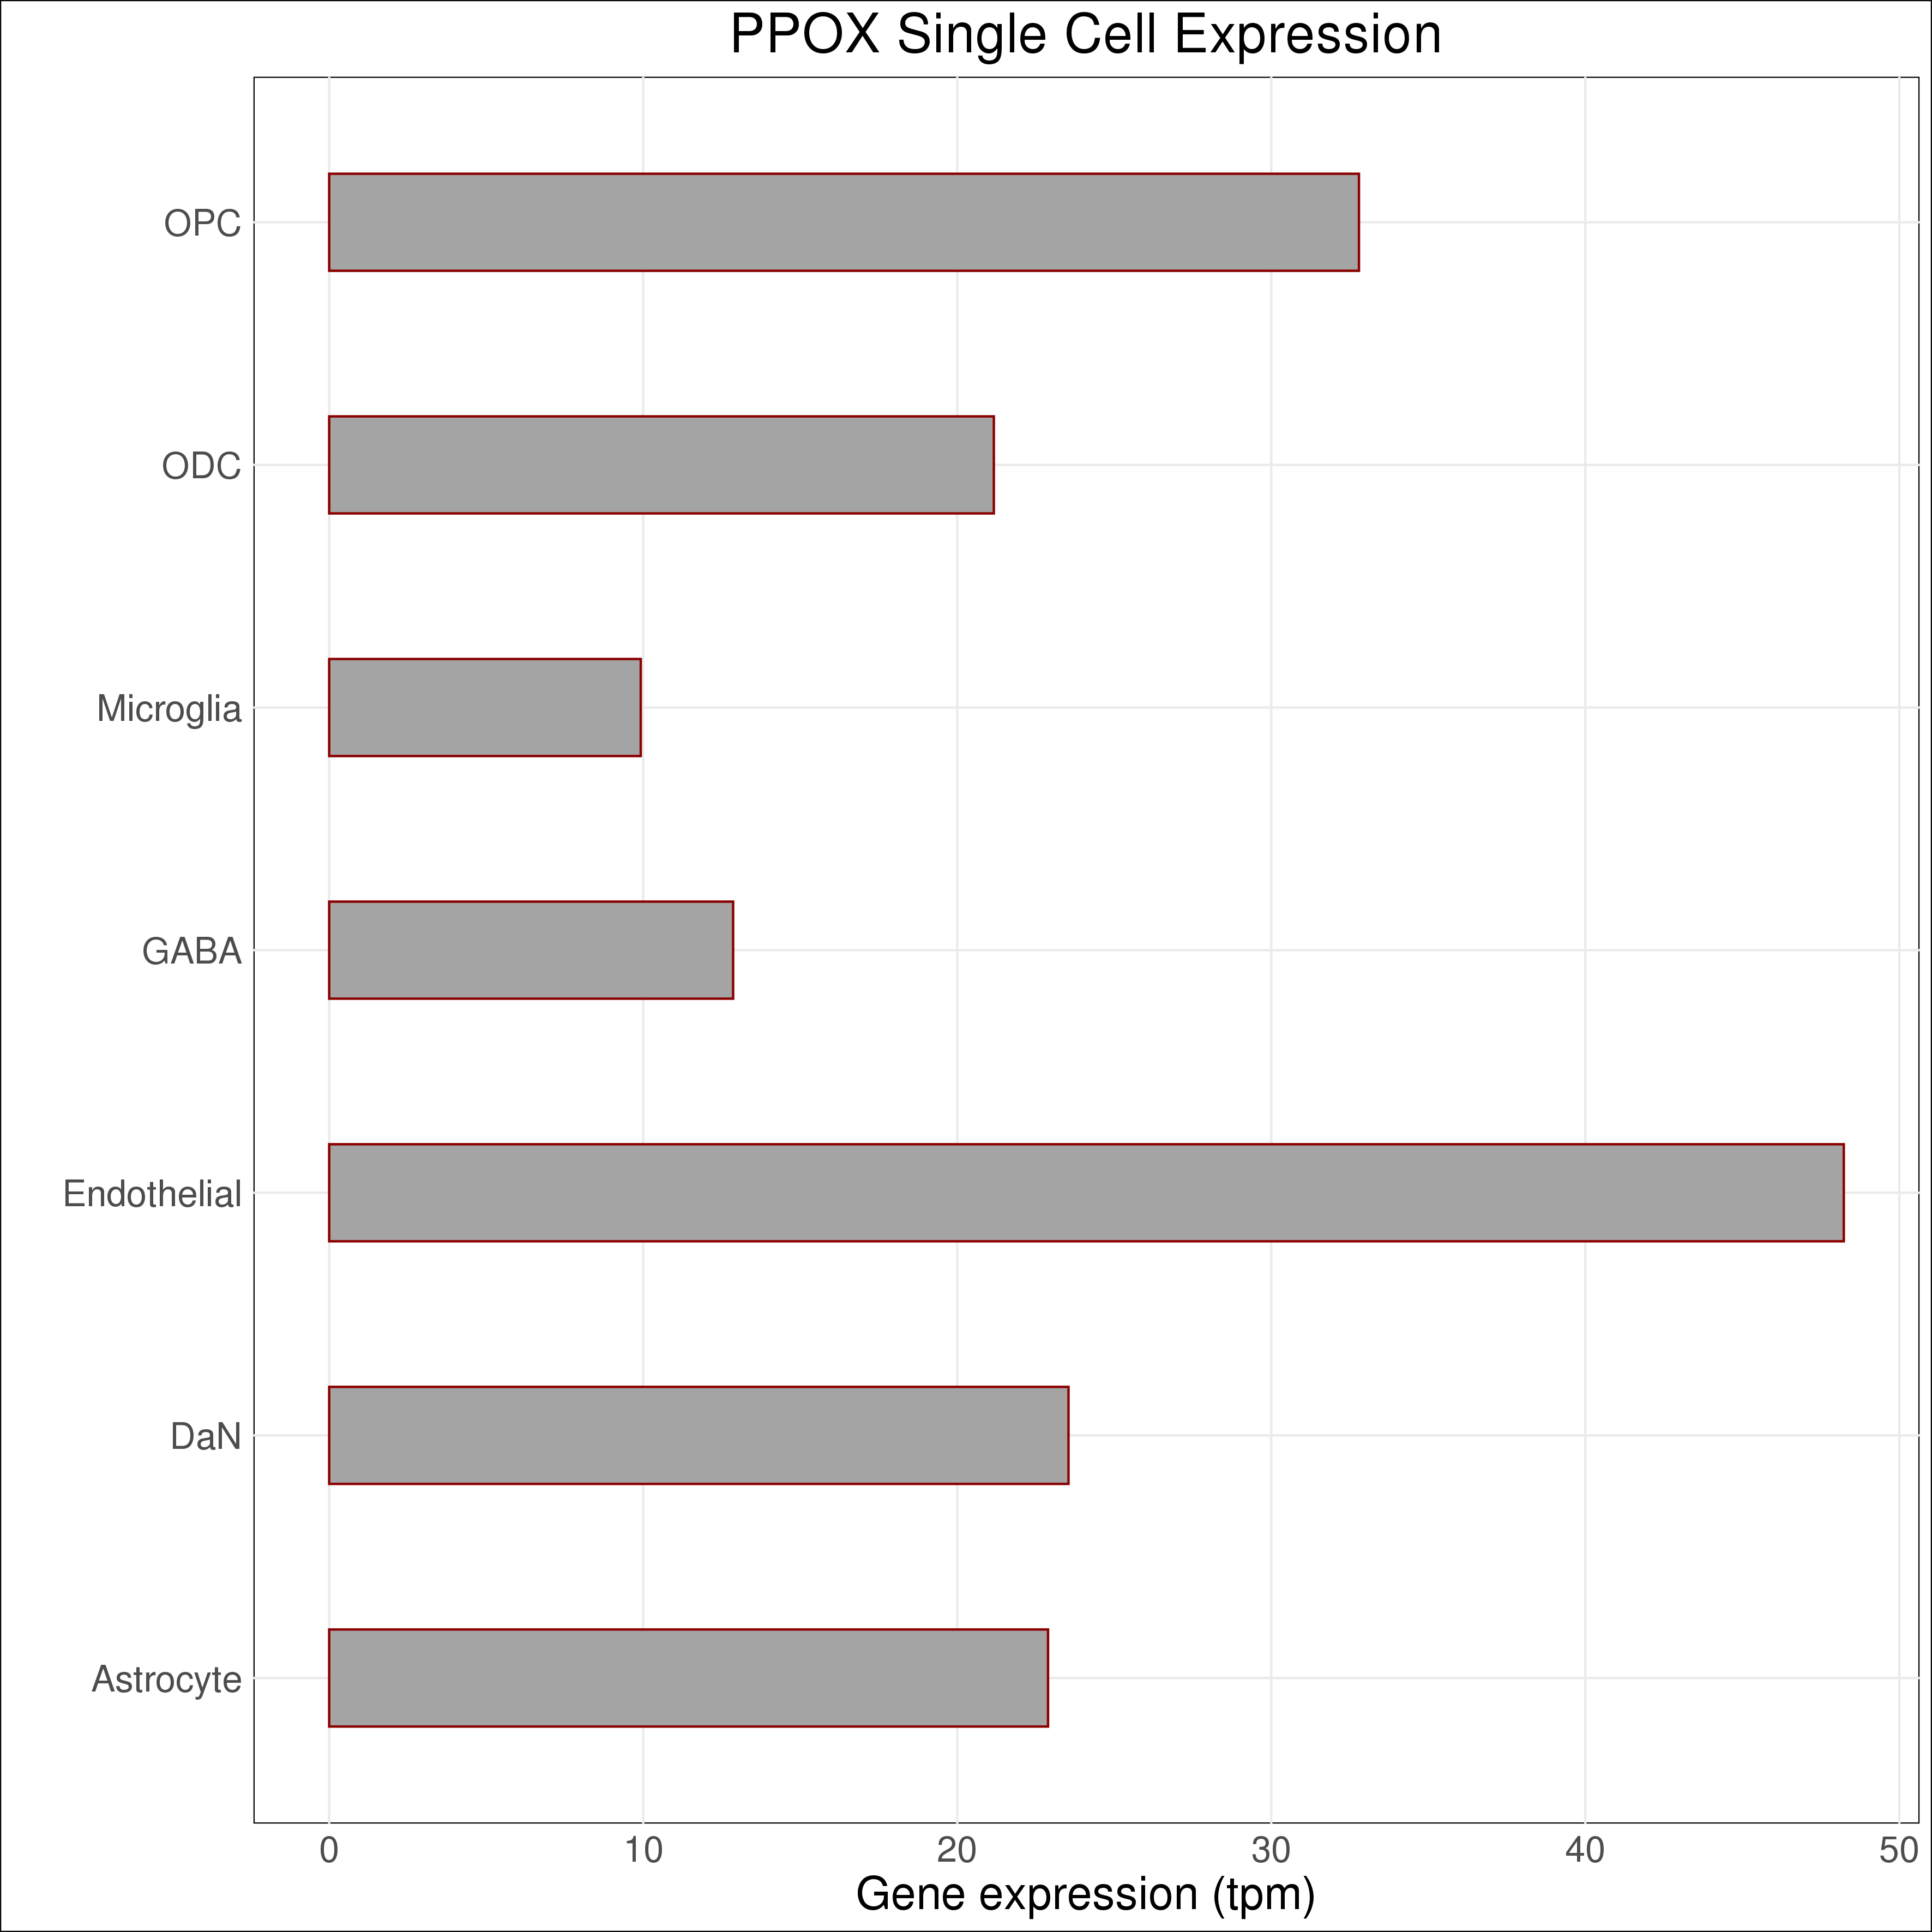 PPOX Single Cell Expression
OPC
ODC
Microglia
GABA
Endothelial
DaN
Astrocyte
0 10 20 30 40 50
Gene expression (tpm)